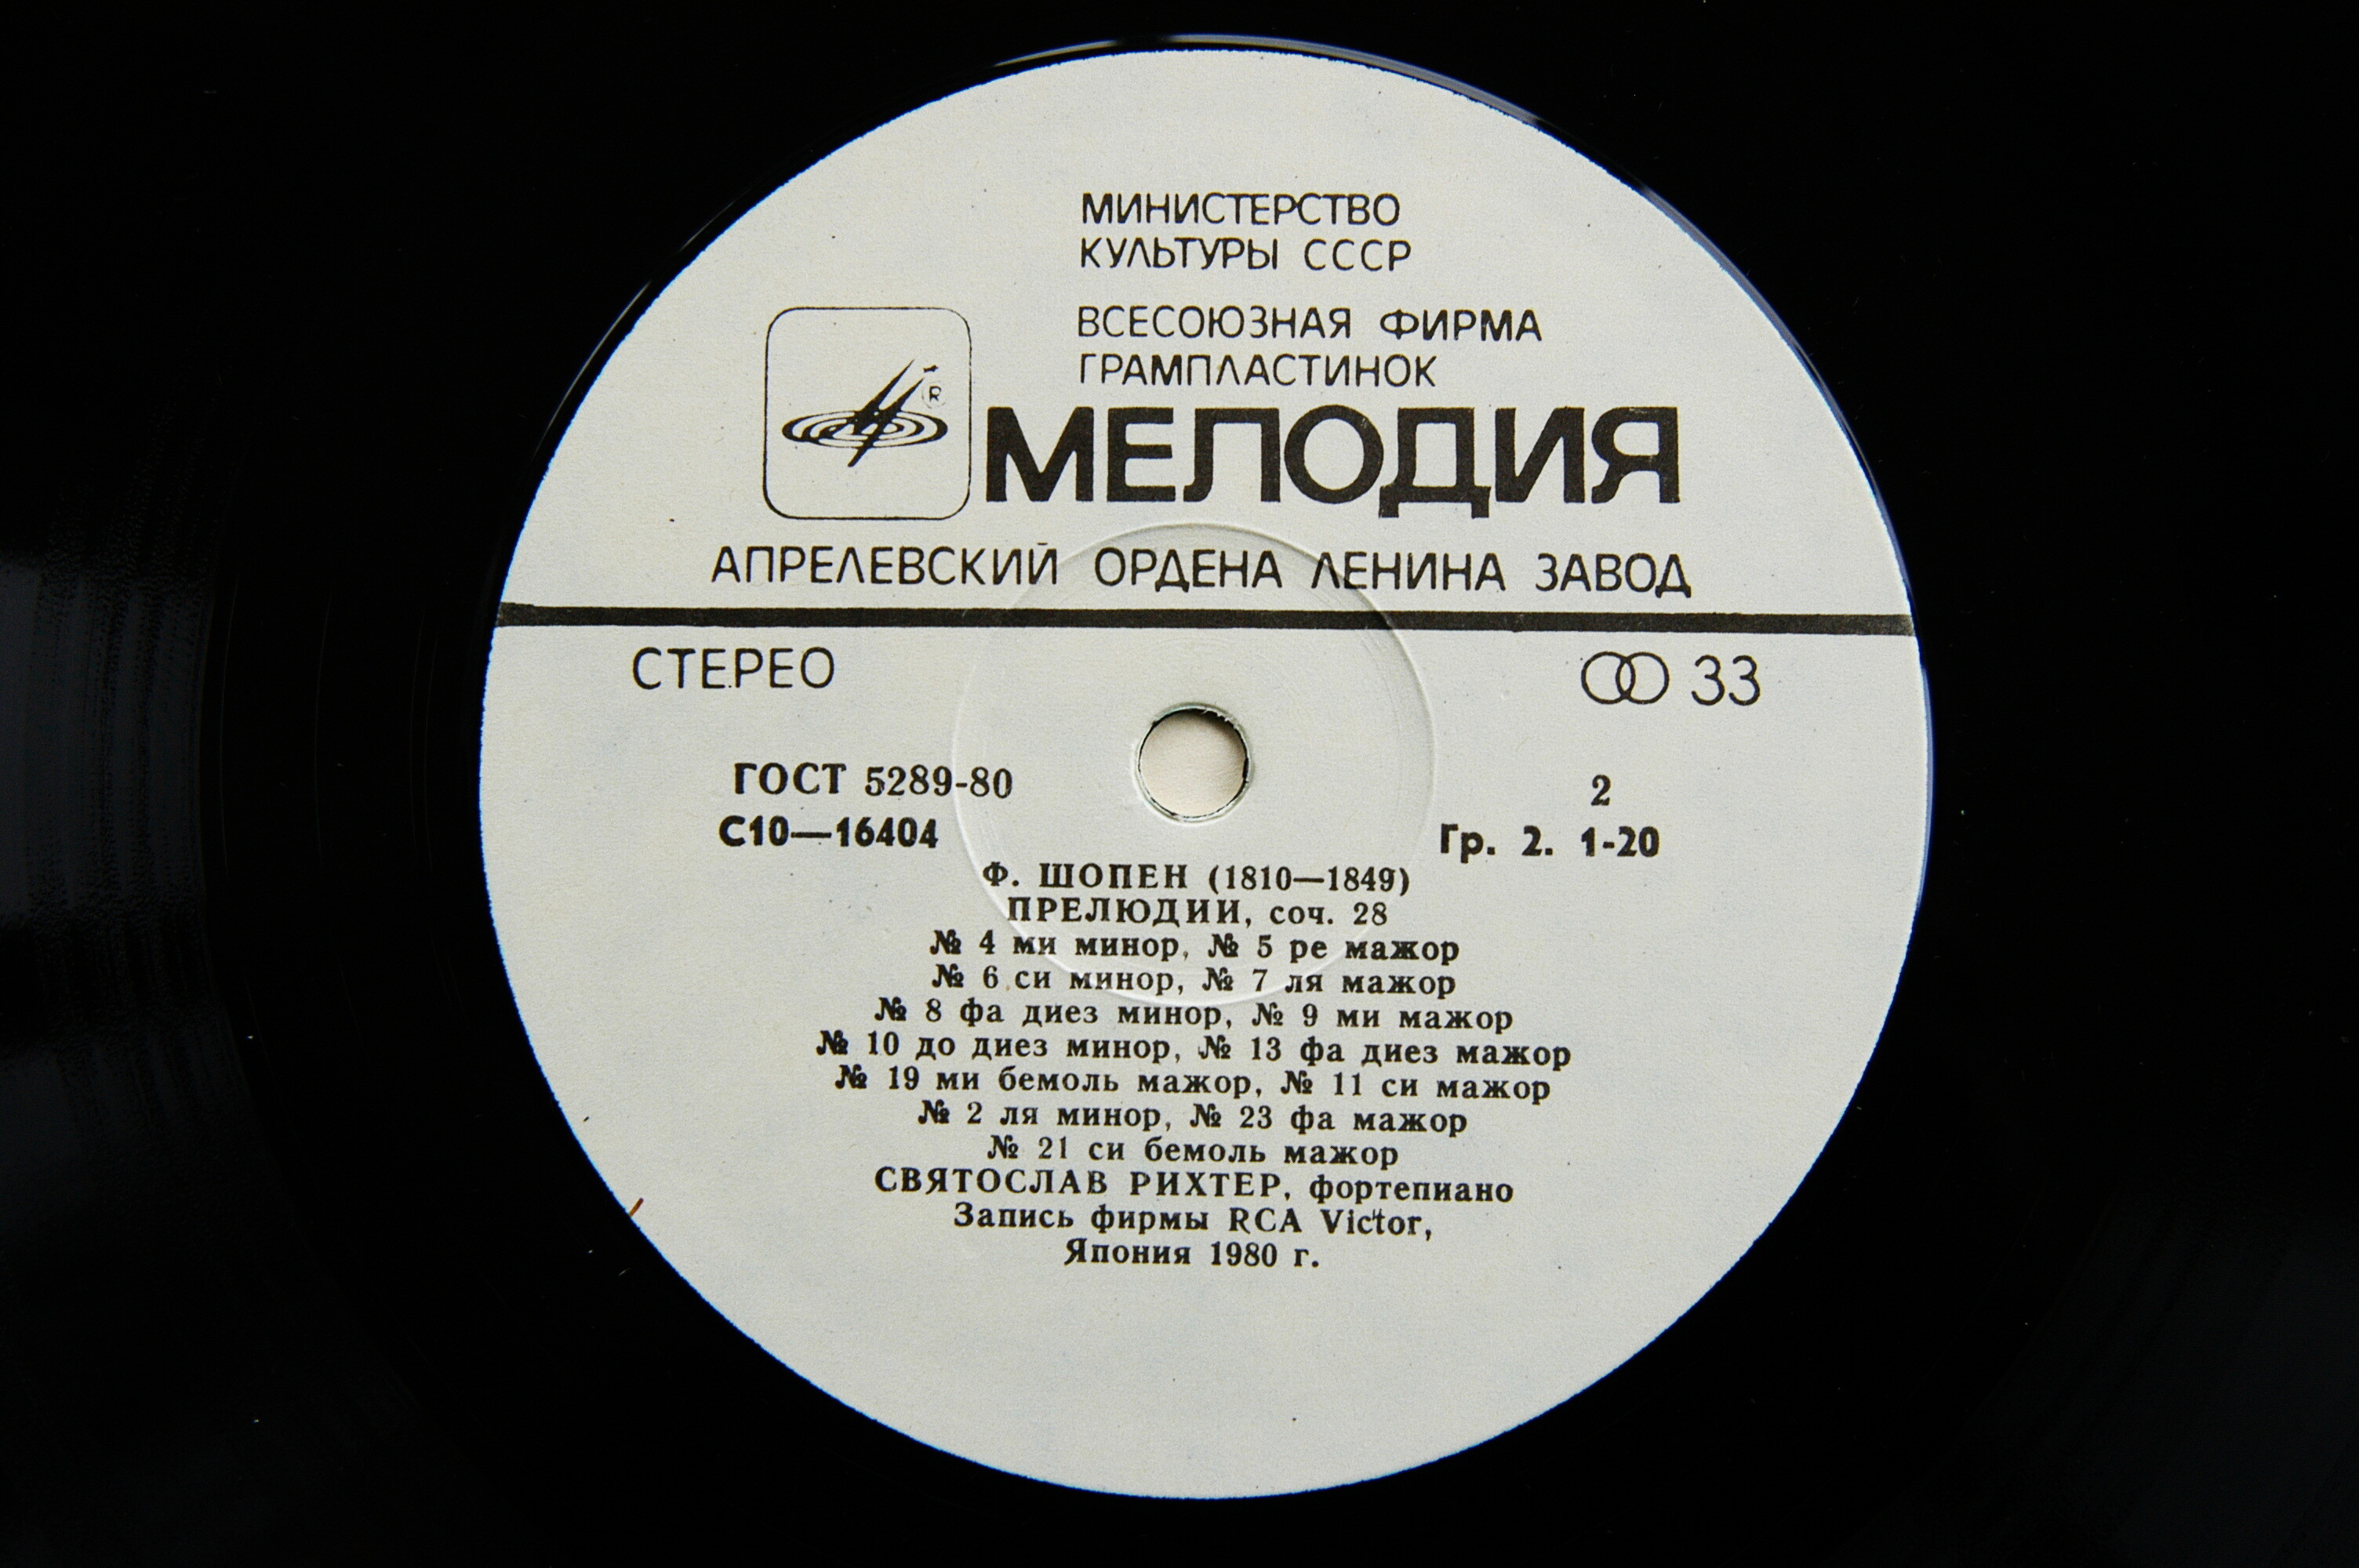 МИНИСТЕРСТВО
КУЛЬТУРЫ СССР
ВСЕСОЮЗНАЯ ФИРМА
ГРАМПЛАСТИНОК
®
МЕЛОДИЯ
АПРЕЛЕВСКИЙ ОРДЕНА ЛЕНИНА ЗАВОД
СТЕРЕО 33
ГОСТ 5289-80 2
С10—16404 Гр. 2. 1-20
Ф. ШОПЕН (1810—1849)
ПРЕЛЮДИИ, соч. 28
№ 4 ми минор, № 5 ре мажор
№ 6 си минор, № 7 ля мажор
№ 8 фа диез минор, № 9 ми мажор
№ 10 до диез минор, № 13 фа диез мажор
№ 19 ми бемоль мажор, № 11 си мажор
№ 2 ля минор, № 23 фа мажор
№ 21 си бемоль мажор
СВЯТОСЛАВ РИХТЕР, фортепиано
Запись фирмы RCA Victor,
Япония 1980 г.